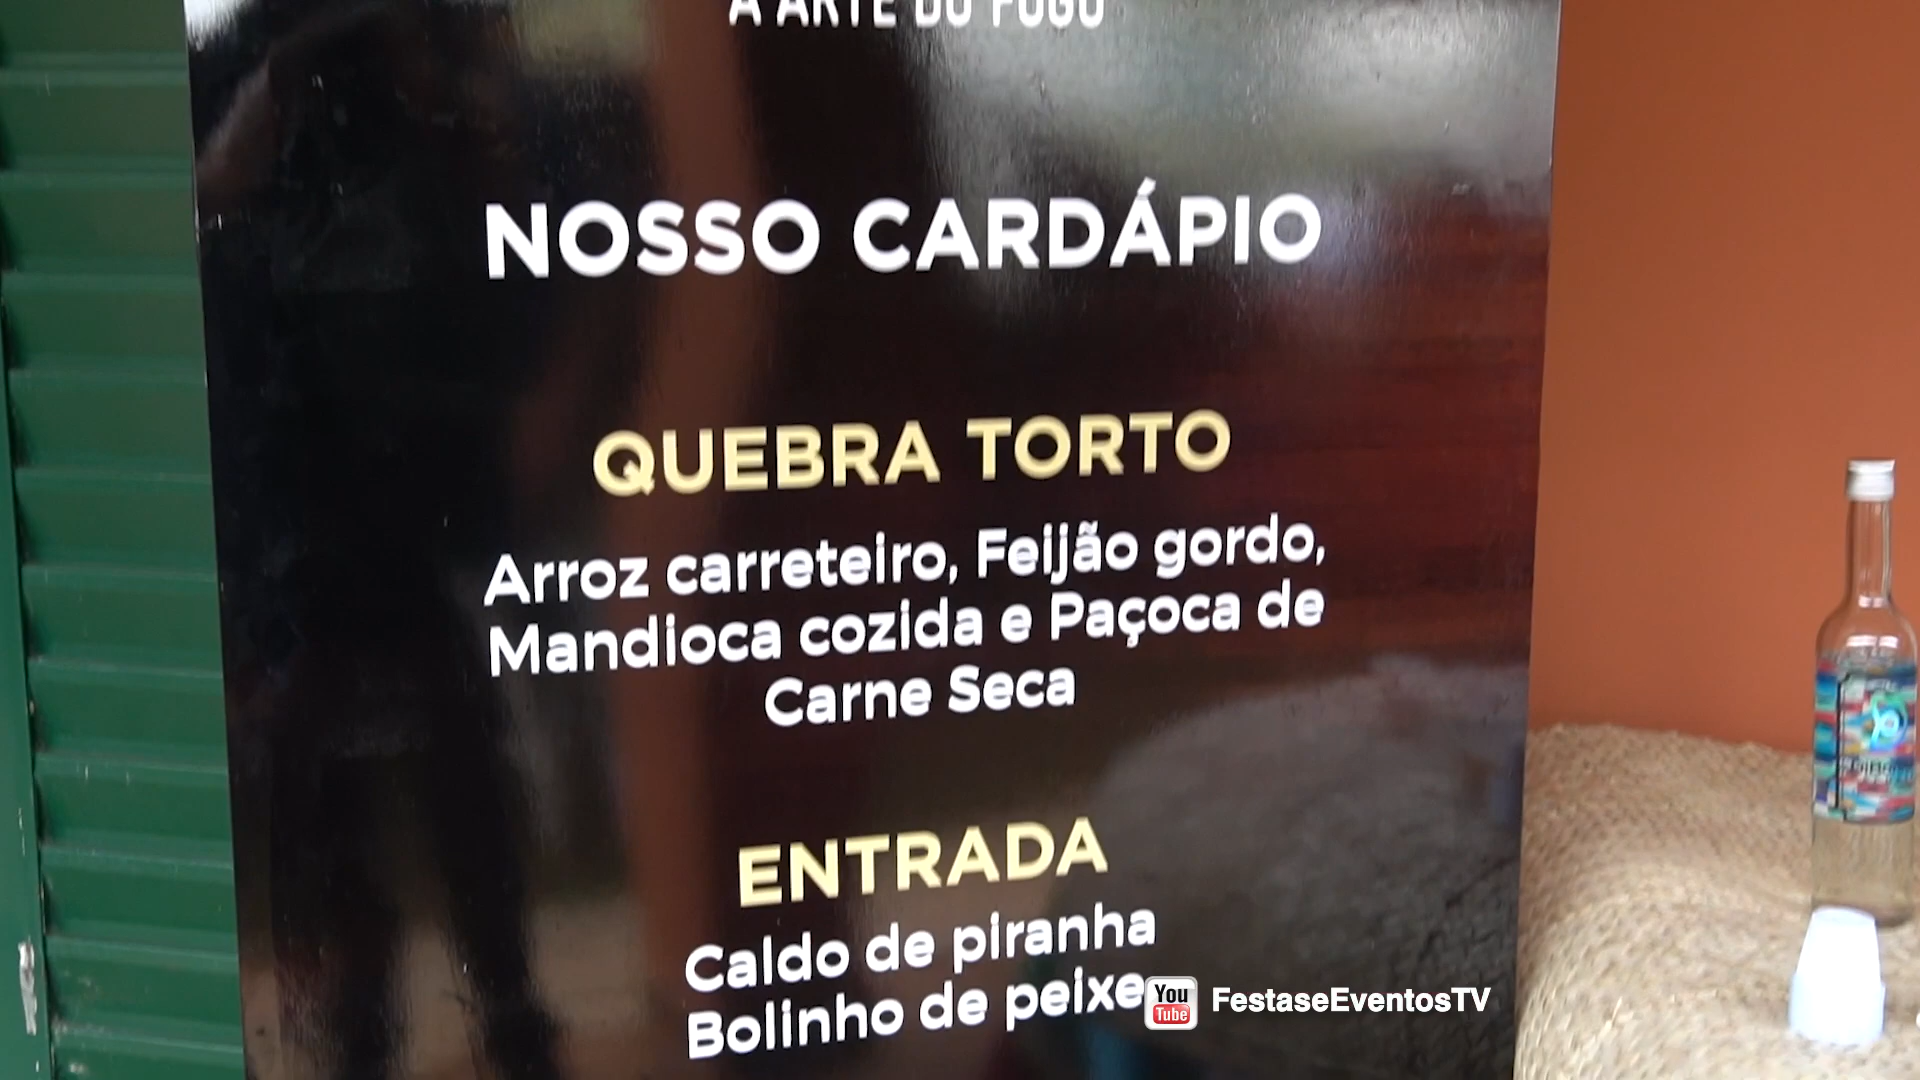 A ARTE DO FOGO
NOSSO CARDÁPIO
QUEBRA TORTO
Arroz carreteiro, Feijão gordo,
Mandioca cozida e Paçoca de
Carne Seca
ENTRADA
Caldo de piranha
Bolinho de peixe
You
Tube
FestaseEventosTV